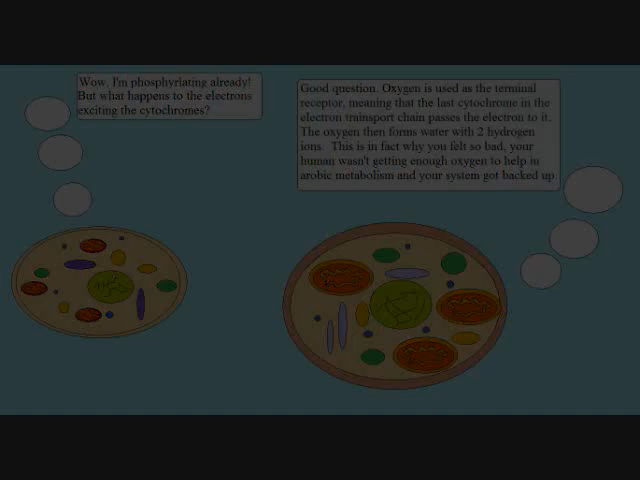 Wow, I'm phosphyrlating already!
But what happens to the electrons
exciting the cytochromes?
Good question. Oxygen is used as the terminal
receptor, meaning that the last cytochrome in the
electron trainsport chain passes the electron to it.
The oxygen then forms water with 2 hydrogen
ions. This is in fact why you felt so bad, your
human wasn't getting enough oxygen to help in
arobic metabolism and your system got backed up